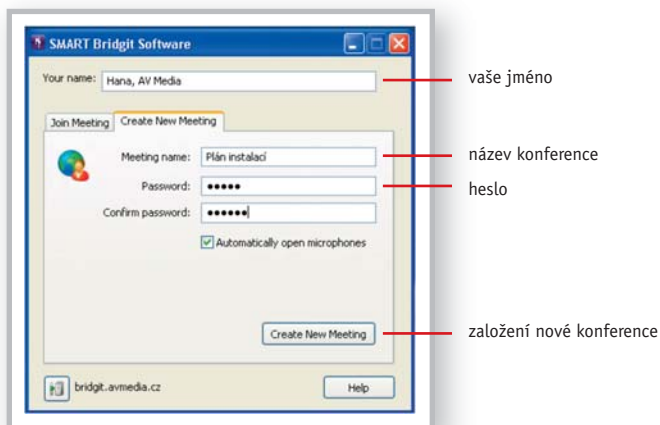 SMART Bridgit Software
Your name: Hana, AV Media
vaše jméno
Join Meeting
Create New Meeting
Meeting name: Plán instalací
název konference
Password: •••••
heslo
Confirm password: ••••••
Automatically open microphones
Create New Meeting
založení nové konference
bridgit.avmedia.cz
Help